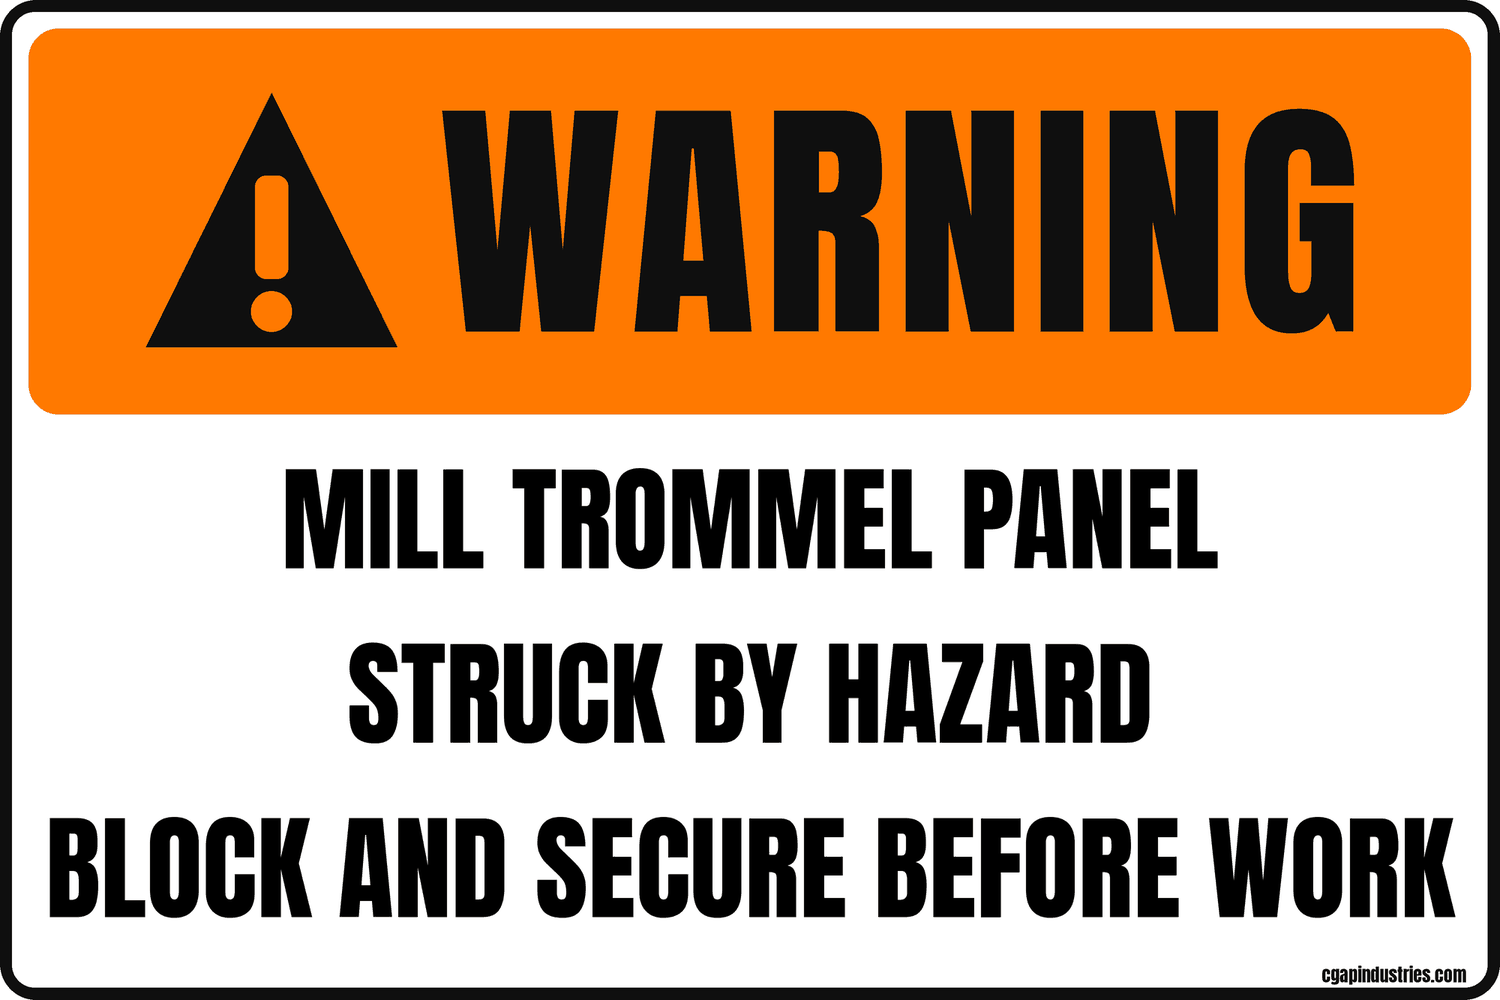 WARNING
MILL TROMMEL PANEL
STRUCK BY HAZARD
BLOCK AND SECURE BEFORE WORK
cgapindustries.com